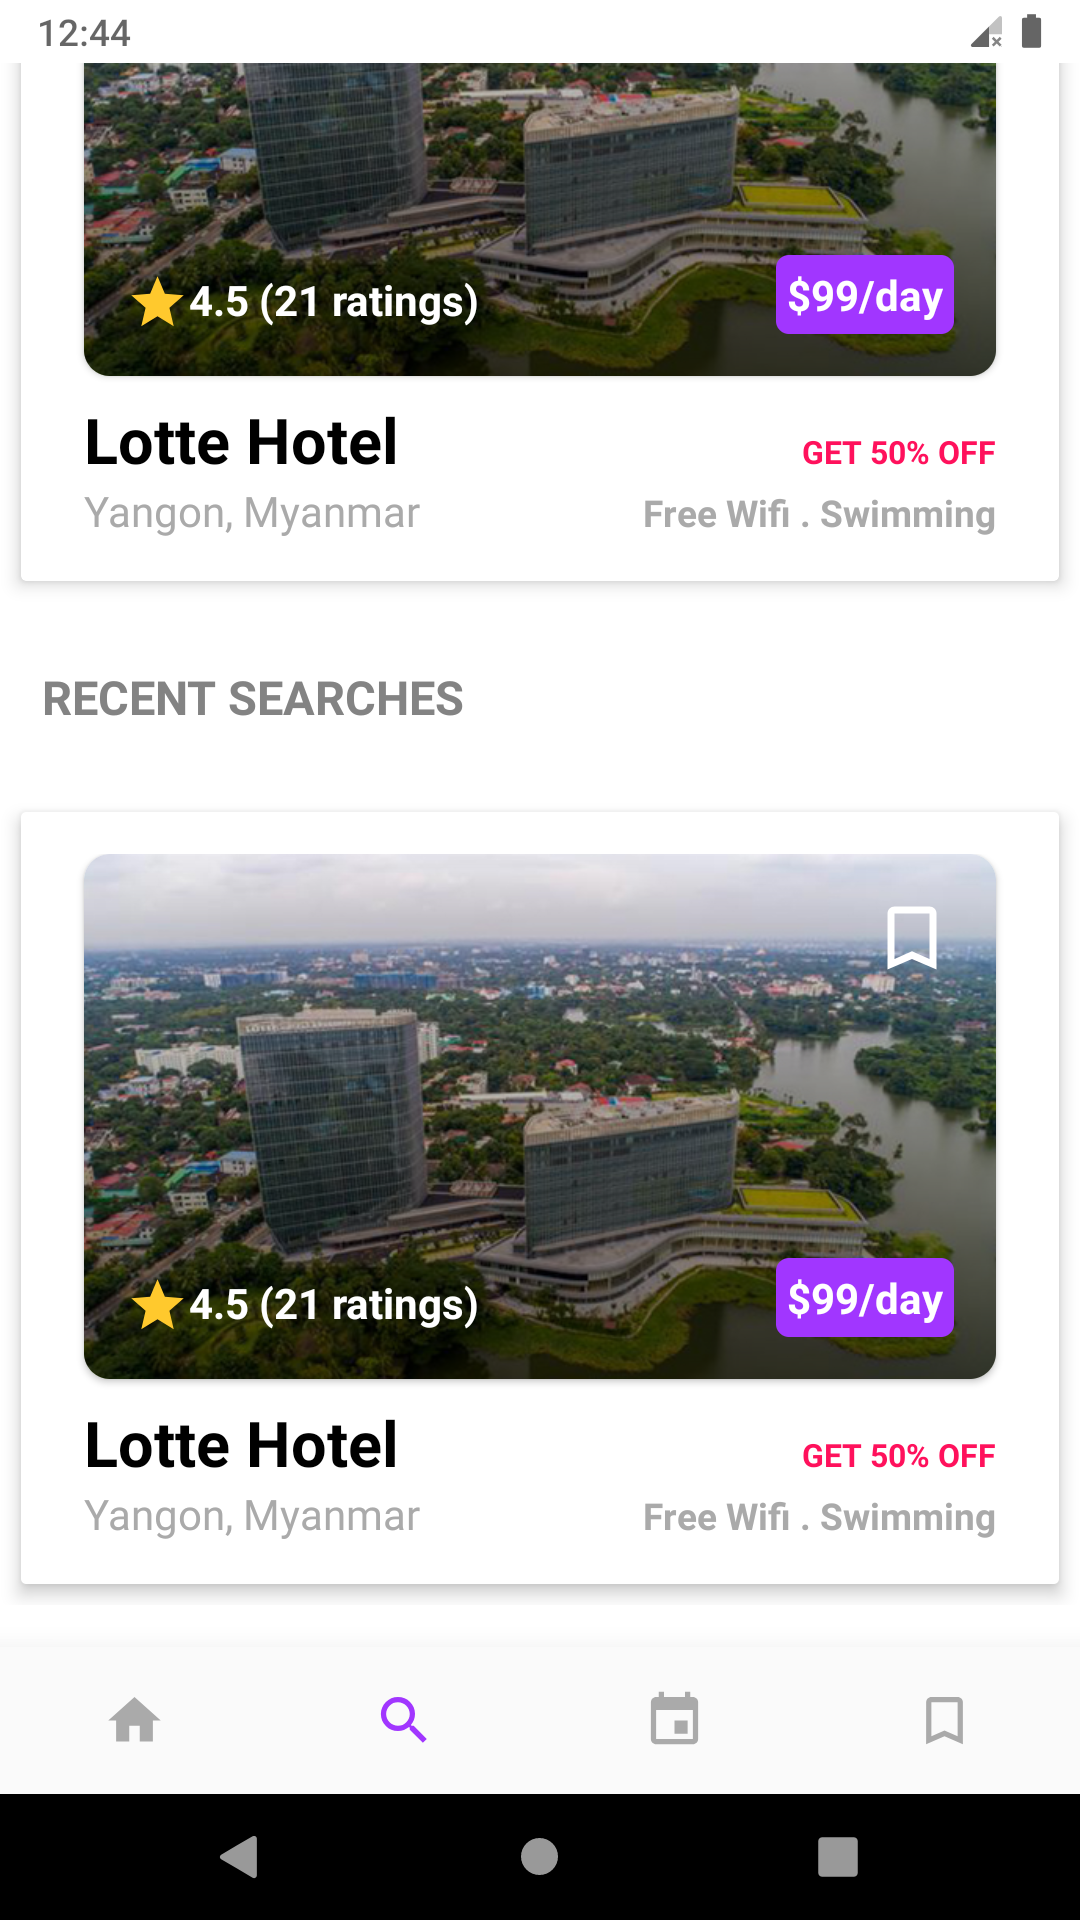 12:44
4.5 (21 ratings)
$99/day
Lotte Hotel
GET 50% OFF
Yangon, Myanmar
Free Wifi . Swimming
RECENT SEARCHES
4.5 (21 ratings)
$99/day
Lotte Hotel
GET 50% OFF
Yangon, Myanmar
Free Wifi . Swimming